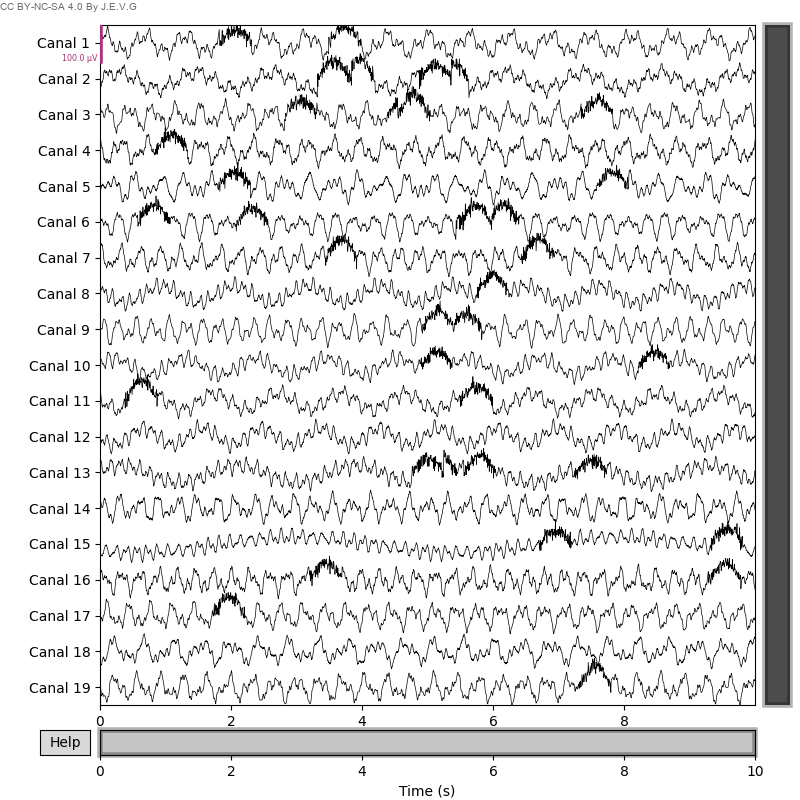 CC BY-NC-SA 4.0 By J.E.V.G
Canal 1
100.0 µV
Canal 2
Canal 3
Canal 4
Canal 5
Canal 6
Canal 7
Canal 8
Canal 9
Canal 10
Canal 11
Canal 12
Canal 13
Canal 14
Canal 15
Canal 16
Canal 17
Canal 18
Canal 19
0 2 4 6 8
Help
0 2 4 6 8 10
Time (s)